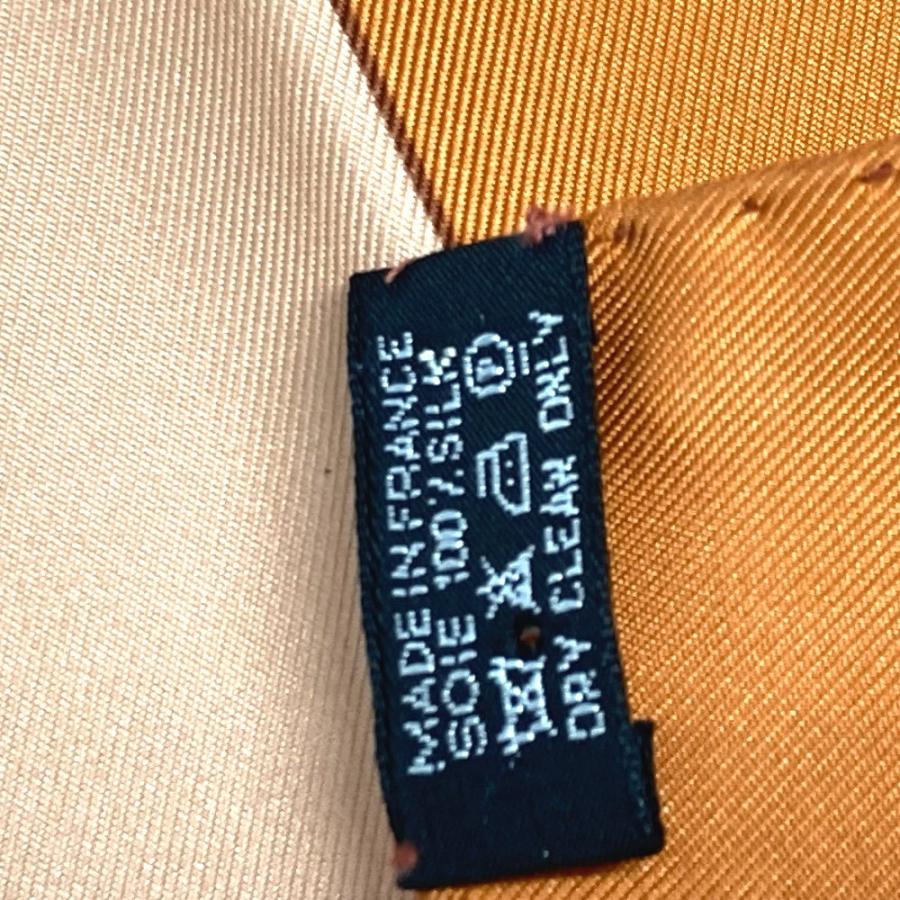 MADE IN FRANCE
SOIE 100% SILK
P
DRY CLEAN ONLY